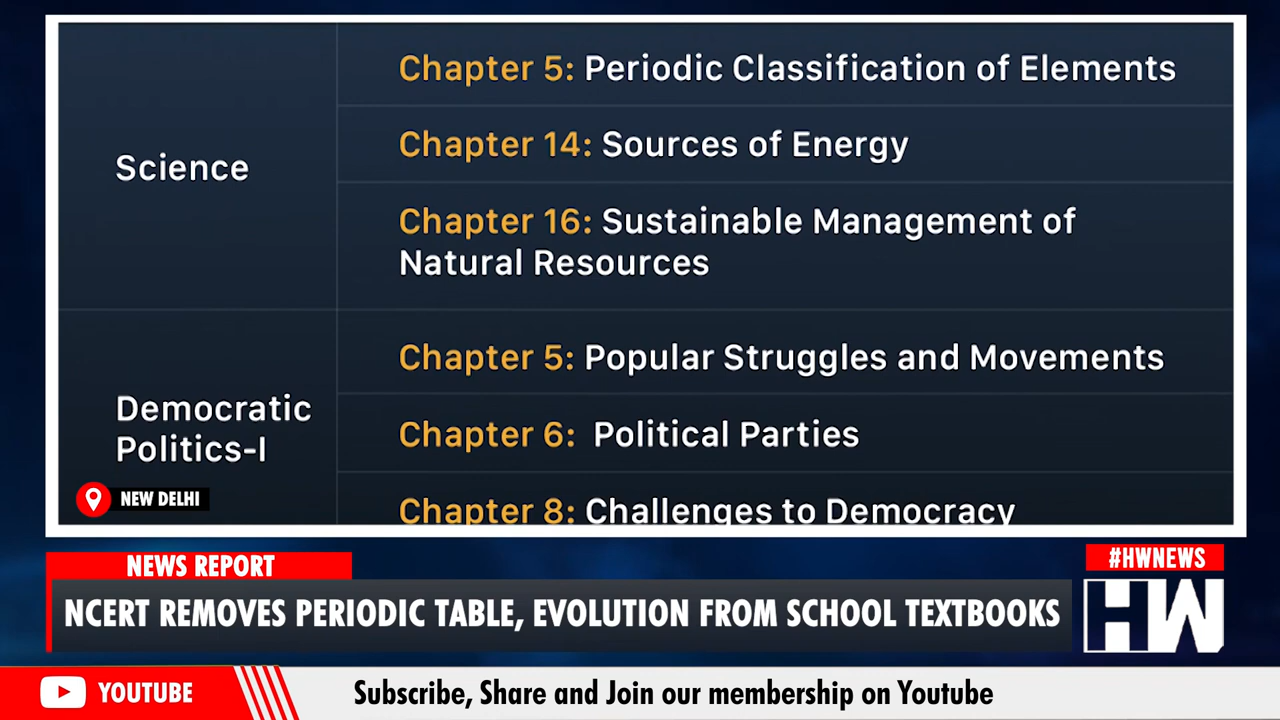 Science
Chapter 5: Periodic Classification of Elements
Chapter 14: Sources of Energy
Chapter 16: Sustainable Management of
Natural Resources
Democratic
Politics-I
Chapter 5: Popular Struggles and Movements
Chapter 6: Political Parties
Chapter 8: Challenges to Democracy
NEW DELHI
NEWS REPORT
#HWNEWS
NCERT REMOVES PERIODIC TABLE, EVOLUTION FROM SCHOOL TEXTBOOKS
HW
YOUTUBE
Subscribe, Share and Join our membership on Youtube